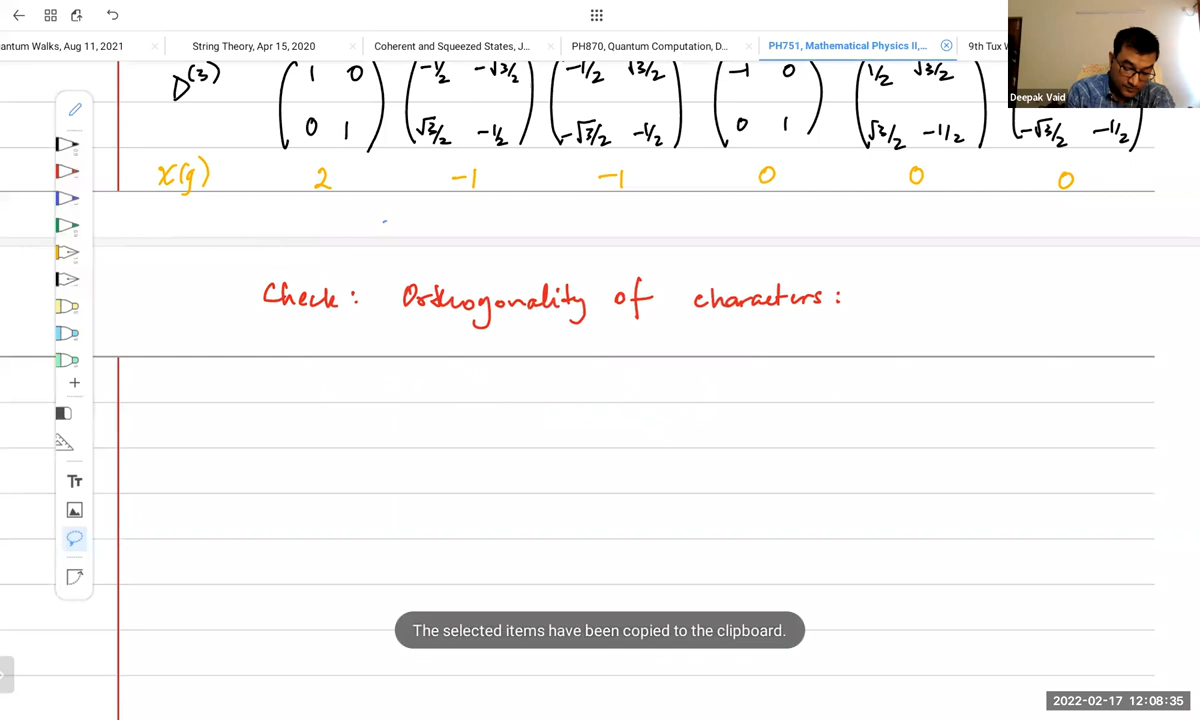 antum Walks, Aug 11, 2021 String Theory, Apr 15, 2020 Coherent and Squeezed States, J... PH870, Quantum Computation, D... PH751, Mathematical Physics II,... 9th Tux W
Deepak Vaid
D(3) 1 0 -1/2 -√3/2 -1/2 √3/2 -1 0 1/2 √3/2
0 1 √3/2 -1/2 -√3/2 -1/2 0 1 √3/2 -1/2 -√3/2 -1/2
χ(g) 2 -1 -1 0 0 0
Check: Orthogonality of characters:
Tт
The selected items have been copied to the clipboard.
2022-02-17 12:08:35